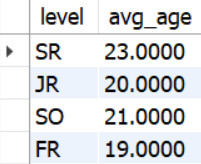 level avg_age
SR 23.0000
JR 20.0000
SO 21.0000
FR 19.0000